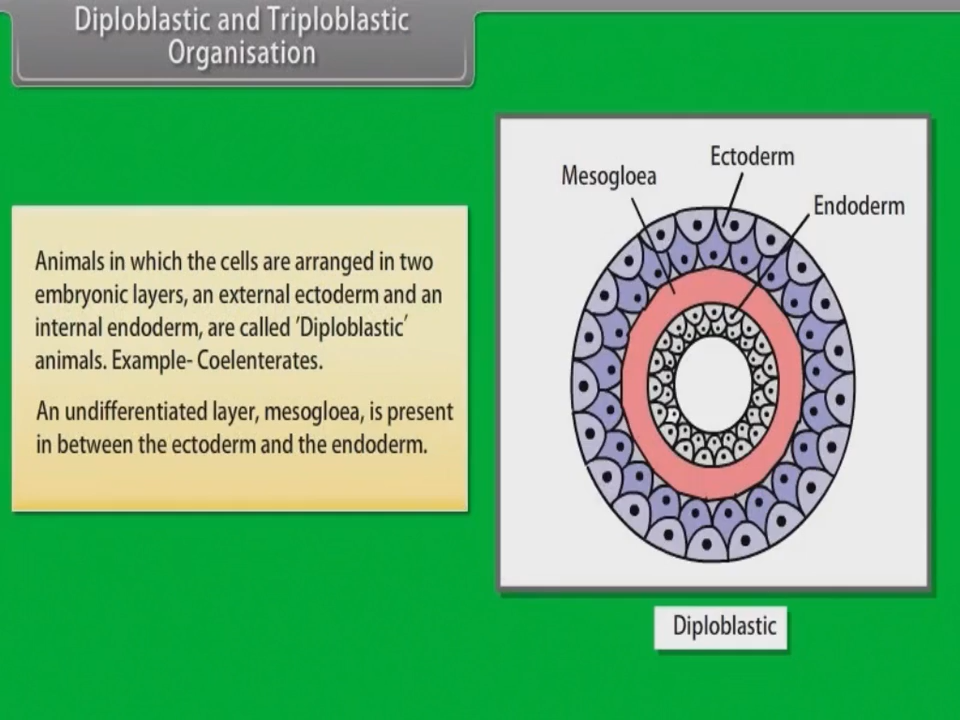 Diploblastic and Triploblastic
Organisation
Animals in which the cells are arranged in two
embryonic layers, an external ectoderm and an
internal endoderm, are called 'Diploblastic'
animals. Example- Coelenterates.
An undifferentiated layer, mesogloea, is present
in between the ectoderm and the endoderm.
Ectoderm
Mesogloea
Endoderm
Diploblastic